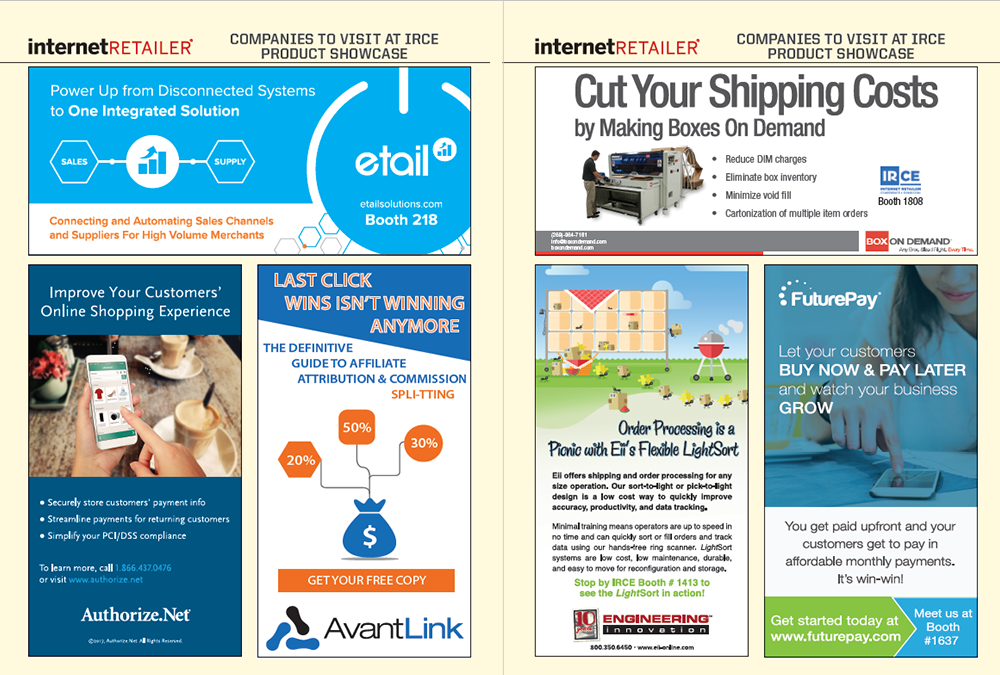 internetRETAILER
COMPANIES TO VISIT AT IRCE
PRODUCT SHOWCASE
Power Up from Disconnected Systems
to One Integrated Solution
SALES
SUPPLY
etail
etailsolutions.com
Booth 218
Connecting and Automating Sales Channels
and Suppliers For High Volume Merchants
Improve Your Customers'
Online Shopping Experience
• Securely store customers' payment info
• Streamline payments for returning customers
• Simplify your PCI/DSS compliance
To learn more, call 1.866.437.0476
or visit www.authorize.net
Authorize.Net
©2017, Authorize.Net. All Rights Reserved.
LAST CLICK
WINS ISN'T WINNING
ANYMORE
THE DEFINITIVE
GUIDE TO AFFILIATE
ATTRIBUTION & COMMISSION
SPLI-TTING
20%
50%
30%
$
GET YOUR FREE COPY
AvantLink
internetRETAILER
COMPANIES TO VISIT AT IRCE
PRODUCT SHOWCASE
Cut Your Shipping Costs
by Making Boxes On Demand
• Reduce DIM charges
• Eliminate box inventory
• Minimize void fill
• Cartonization of multiple item orders
IRCE
INTERNET RETAILER
Booth 1808
info@boxondemand.com
boxondemand.com
BOX ON DEMAND
Any Box. Sized Right. Every Time.
Order Processing is a
Picnic with Eii's Flexible LightSort
Eii offers shipping and order processing for any
size operation. Our sort-to-light or pick-to-light
design is a low cost way to quickly improve
accuracy, productivity, and data tracking.
Minimal training means operators are up to speed in
no time and can quickly sort or fill orders and track
data using our hands-free ring scanner. LightSort
systems are low cost, low maintenance, durable,
and easy to move for reconfiguration and storage.
Stop by IRCE Booth # 1413 to
see the LightSort in action!
10
ENGINEERING
innovation
800.350.6450 • www.eii-online.com
FuturePay
Let your customers
BUY NOW & PAY LATER
and watch your business
GROW
You get paid upfront and your
customers get to pay in
affordable monthly payments.
It's win-win!
Get started today at
www.futurepay.com
Meet us at
Booth
#1637